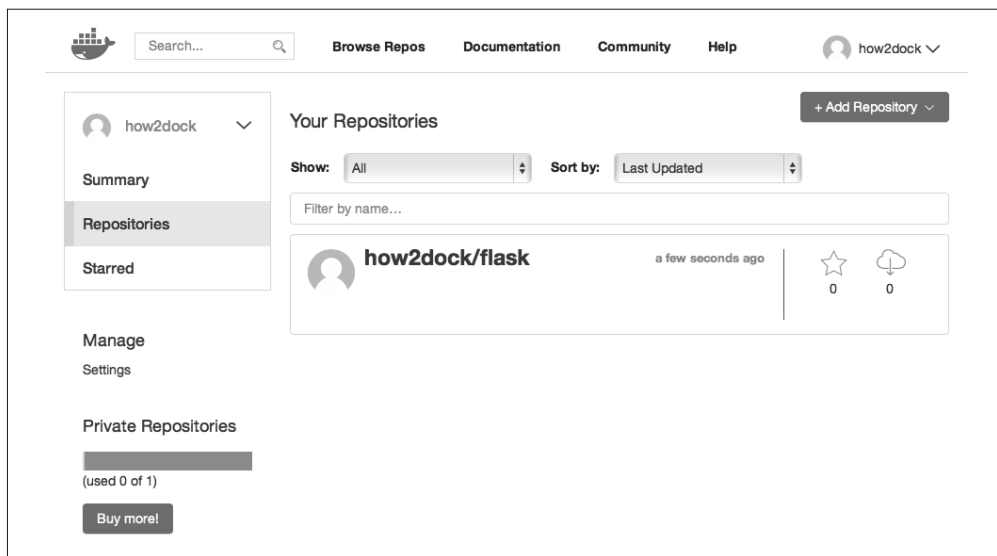 Search...
Browse Repos
Documentation
Community
Help
how2dock
how2dock
Summary
Repositories
Starred
Manage
Settings
Private Repositories
(used 0 of 1)
Buy more!
Your Repositories
+ Add Repository
Show: All Sort by: Last Updated
Filter by name...
how2dock/flask
a few seconds ago
0
0